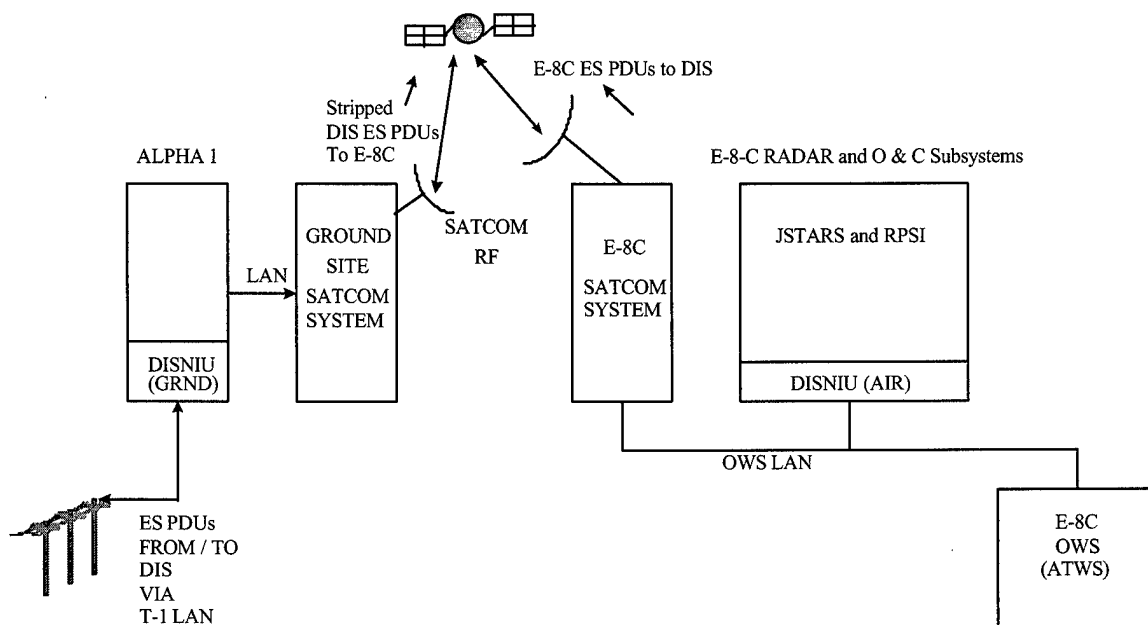 E-8C ES PDUs to DIS
Stripped
DIS ES PDUs
To E-8C
ALPHA 1
E-8-C RADAR and O & C Subsystems
GROUND
SITE
SATCOM
SYSTEM
SATCOM
RF
E-8C
SATCOM
SYSTEM
JSTARS and RPSI
LAN
DISNIU
(GRND)
DISNIU (AIR)
OWS LAN
ES PDUs
FROM / TO
DIS
VIA
T-1 LAN
E-8C
OWS
(ATWS)